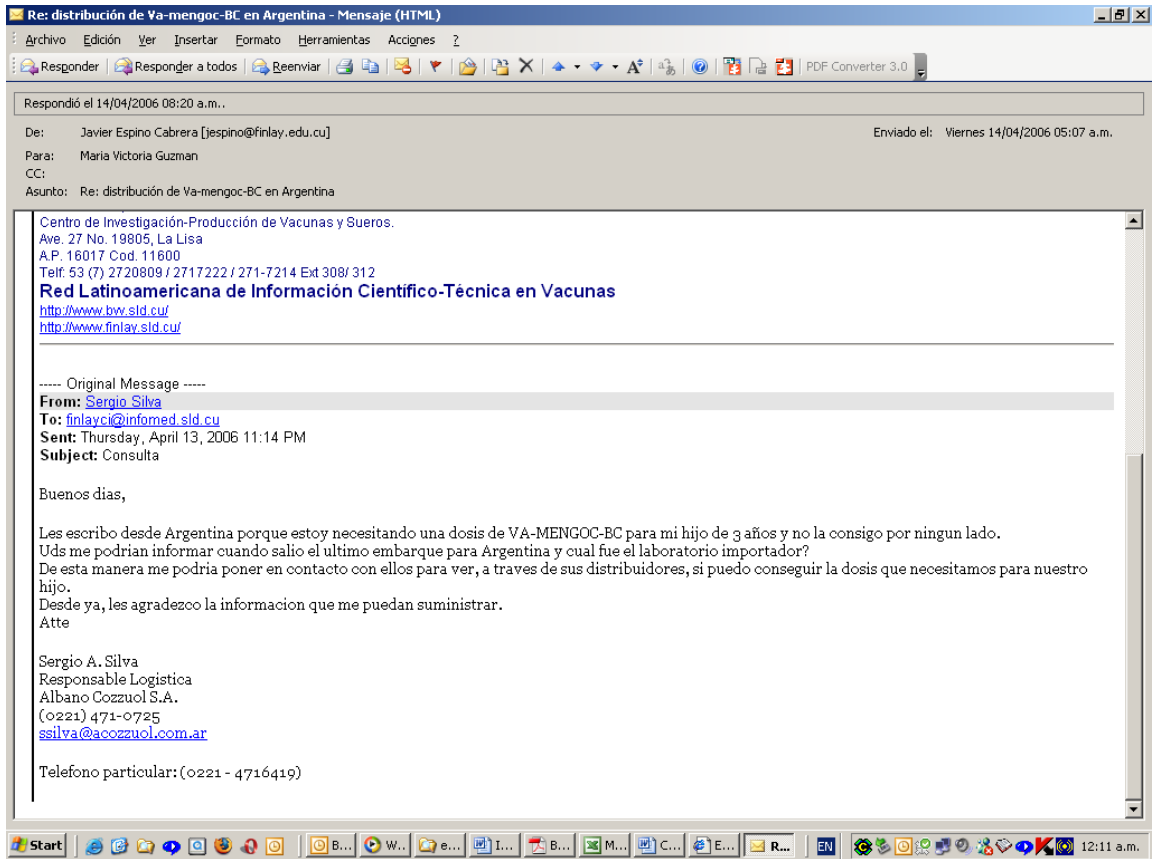 Re: distribución de Va-mengoc-BC en Argentina - Mensaje (HTML)
Archivo Edición Ver Insertar Formato Herramientas Acciones ?
Responder Responder a todos Reenviar PDF Converter 3.0
Respondió el 14/04/2006 08:20 a.m..
De: Javier Espino Cabrera [jespino@finlay.edu.cu] Enviado el: Viernes 14/04/2006 05:07 a.m.
Para: Maria Victoria Guzman
CC:
Asunto: Re: distribución de Va-mengoc-BC en Argentina
Centro de Investigación-Producción de Vacunas y Sueros.
Ave. 27 No. 19805, La Lisa
A.P. 16017 Cod. 11600
Telf: 53 (7) 2720809 / 2717222 / 271-7214 Ext 308/ 312
Red Latinoamericana de Información Científico-Técnica en Vacunas
http://www.bvv.sld.cu/
http://www.finlay.sld.cu/
----- Original Message -----
From: Sergio Silva
To: finlayci@infomed.sld.cu
Sent: Thursday, April 13, 2006 11:14 PM
Subject: Consulta
Buenos dias,
Les escribo desde Argentina porque estoy necesitando una dosis de VA-MENGOC-BC para mi hijo de 3 años y no la consigo por ningun lado.
Uds me podrian informar cuando salio el ultimo embarque para Argentina y cual fue el laboratorio importador?
De esta manera me podria poner en contacto con ellos para ver, a traves de sus distribuidores, si puedo conseguir la dosis que necesitamos para nuestro
hijo.
Desde ya, les agradezco la informacion que me puedan suministrar.
Atte
Sergio A. Silva
Responsable Logistica
Albano Cozzuol S.A.
(0221) 471-0725
ssilva@acozzuol.com.ar
Telefono particular: (0221 - 4716419)
Start B... W... e... I... B... M... C... E... R... EN 12:11 a.m.